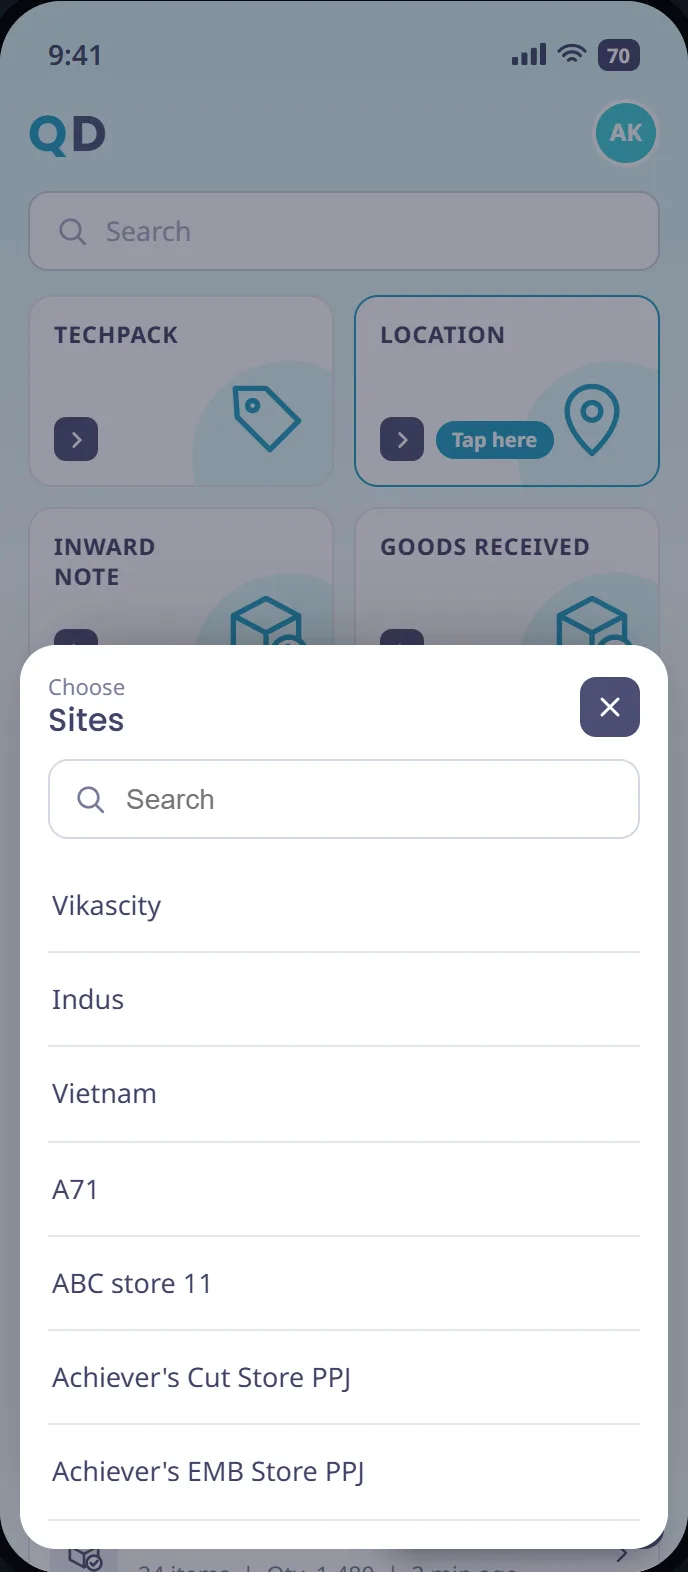 9:41
70
QD
AK
Search
TECHPACK
LOCATION
Tap here
INWARD
NOTE
GOODS RECEIVED
Choose
Sites
Search
Vikascity
Indus
Vietnam
A71
ABC store 11
Achiever's Cut Store PPJ
Achiever's EMB Store PPJ